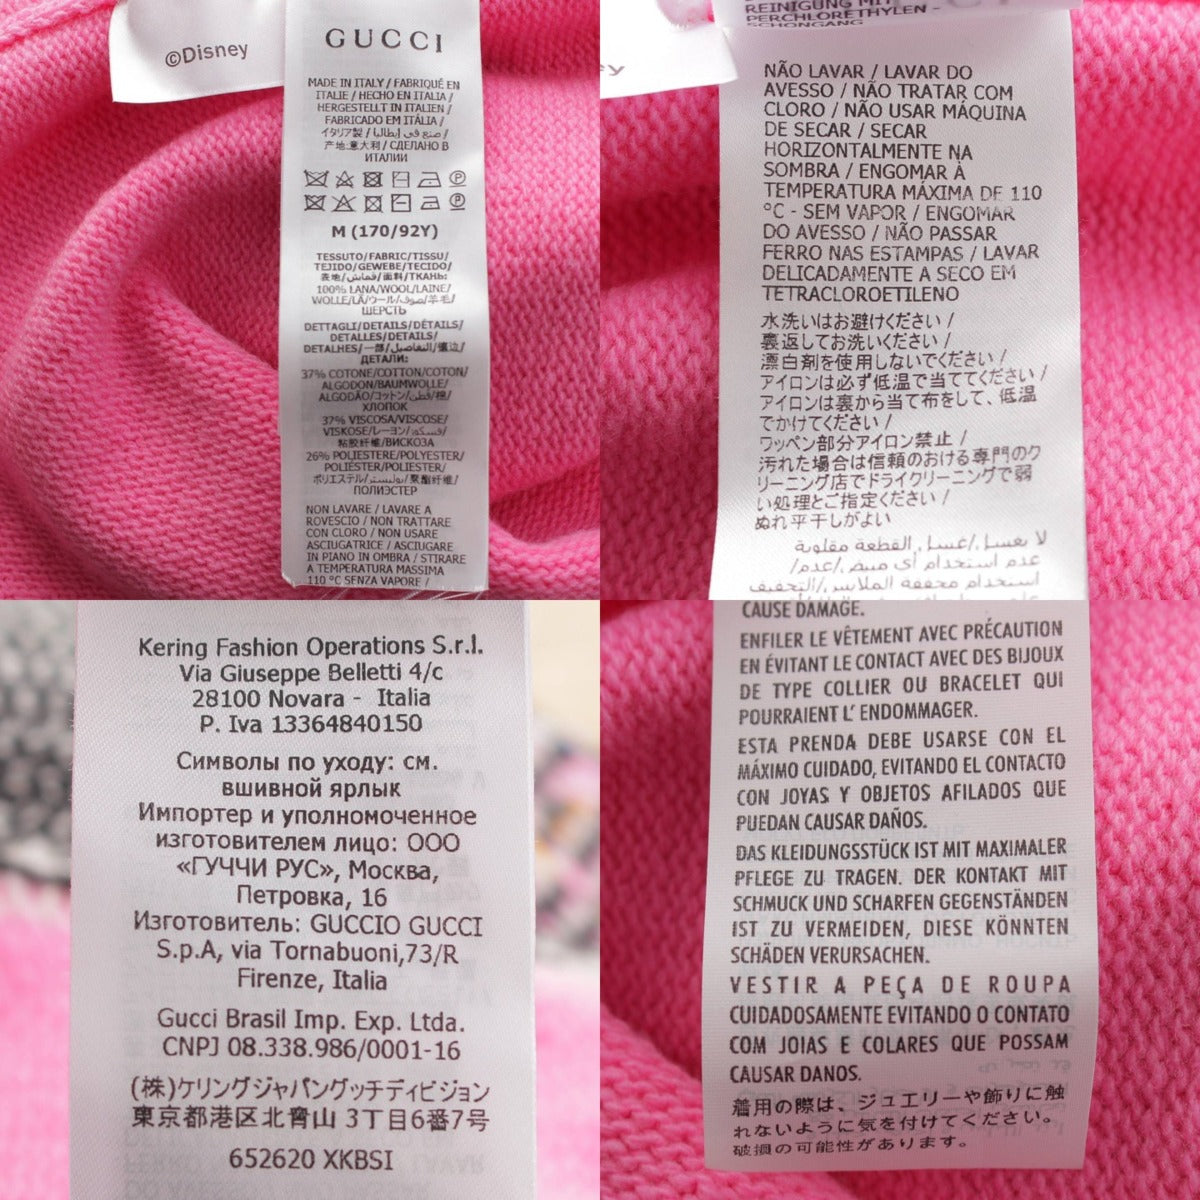 ©Disney
GUCCI
MADE IN ITALY / FABRIQUÉ EN
ITALIE / HECHO EN ITALIA /
HERGESTELLT IN ITALIEN /
FABRICADO EM ITÁLIA /
イタリア製 / صنع في إيطاليا /
产地:意大利 / СДЕЛАНО В
ИТАЛИИ
M (170/92Y)
TESSUTO/FABRIC/TISSU/
TEJIDO/GEWEBE/TECIDO/
表地/قماش/面料/ТКАНЬ:
100% LANA/WOOL/LAINE/
WOLLE/LÃ/ウール/صوف/羊毛/
ШЕРСТЬ
DETTAGLI/DETAILS/DÉTAILS/
DETALLES/DETAILS/
DETALHES/一部/التفاصيل/镶边/
ДЕТАЛИ:
37% COTONE/COTTON/COTON/
ALGODON/BAUMWOLLE/
ALGODÃO/コットン/قطن/棉/
ХЛОПОК
37% VISCOSA/VISCOSE/
VISKOSE/レーヨン/فسكوز/
粘胶纤维/ВИСКОЗА
26% POLIESTERE/POLYESTER/
POLIÉSTER/POLIESTER/
ポリエステル/بوليستر/聚酯纤维/
ПОЛИЭСТЕР
NON LAVARE / LAVARE A
ROVESCIO / NON TRATTARE
CON CLORO / NON USARE
ASCIUGATRICE / ASCIUGARE
IN PIANO IN OMBRA / STIRARE
A TEMPERATURA MASSIMA
110 °C SENZA VAPORE /
REINIGUNG MIT
PERCHLORETHYLEN -
SCHONGANG
NÃO LAVAR / LAVAR DO
AVESSO / NÃO TRATAR COM
CLORO / NÃO USAR MÁQUINA
DE SECAR / SECAR
HORIZONTALMENTE NA
SOMBRA / ENGOMAR À
TEMPERATURA MÁXIMA DE 110
°C - SEM VAPOR / ENGOMAR
DO AVESSO / NÃO PASSAR
FERRO NAS ESTAMPAS / LAVAR
DELICADAMENTE A SECO EM
TETRACLOROETILENO
水洗いはお避けください /
裏返してお洗いください /
漂白剤を使用しないでください /
アイロンは必ず低温で当ててください /
アイロンは裏から当て布をして、低温
でかけてください /
ワッペン部分アイロン禁止 /
汚れた場合は信頼のおける専門のク
リーニング店でドライクリーニングで弱
い処理とご指定ください /
ぬれ平干しがよい
لا يغسل/غسل القطعة مقلوبة
عدم استخدام أي مبيض/عدم/
استخدام مجففة الملابس/التجفيف
Kering Fashion Operations S.r.l.
Via Giuseppe Belletti 4/c
28100 Novara - Italia
P. Iva 13364840150
Символы по уходу: см.
вшивной ярлык
Импортер и уполномоченное
изготовителем лицо: ООО
«ГУЧЧИ РУС», Москва,
Петровка, 16
Изготовитель: GUCCIO GUCCI
S.p.A, via Tornabuoni,73/R
Firenze, Italia
Gucci Brasil Imp. Exp. Ltda.
CNPJ 08.338.986/0001-16
(株)ケリングジャパングッチディビジョン
東京都港区北青山 3丁目6番7号
652620 XKBSI
CAUSE DAMAGE.
ENFILER LE VÊTEMENT AVEC PRÉCAUTION
EN ÉVITANT LE CONTACT AVEC DES BIJOUX
DE TYPE COLLIER OU BRACELET QUI
POURRAIENT L' ENDOMMAGER.
ESTA PRENDA DEBE USARSE CON EL
MÁXIMO CUIDADO, EVITANDO EL CONTACTO
CON JOYAS Y OBJETOS AFILADOS QUE
PUEDAN CAUSAR DAÑOS.
DAS KLEIDUNGSSTÜCK IST MIT MAXIMALER
PFLEGE ZU TRAGEN. DER KONTAKT MIT
SCHMUCK UND SCHARFEN GEGENSTÄNDEN
IST ZU VERMEIDEN, DIESE KÖNNTEN
SCHÄDEN VERURSACHEN.
VESTIR A PEÇA DE ROUPA
CUIDADOSAMENTE EVITANDO O CONTATO
COM JOIAS E COLARES QUE POSSAM
CAUSAR DANOS.
着用の際は、ジュエリーや飾りに触
れないように気を付けてください。
破損の可能性があります。